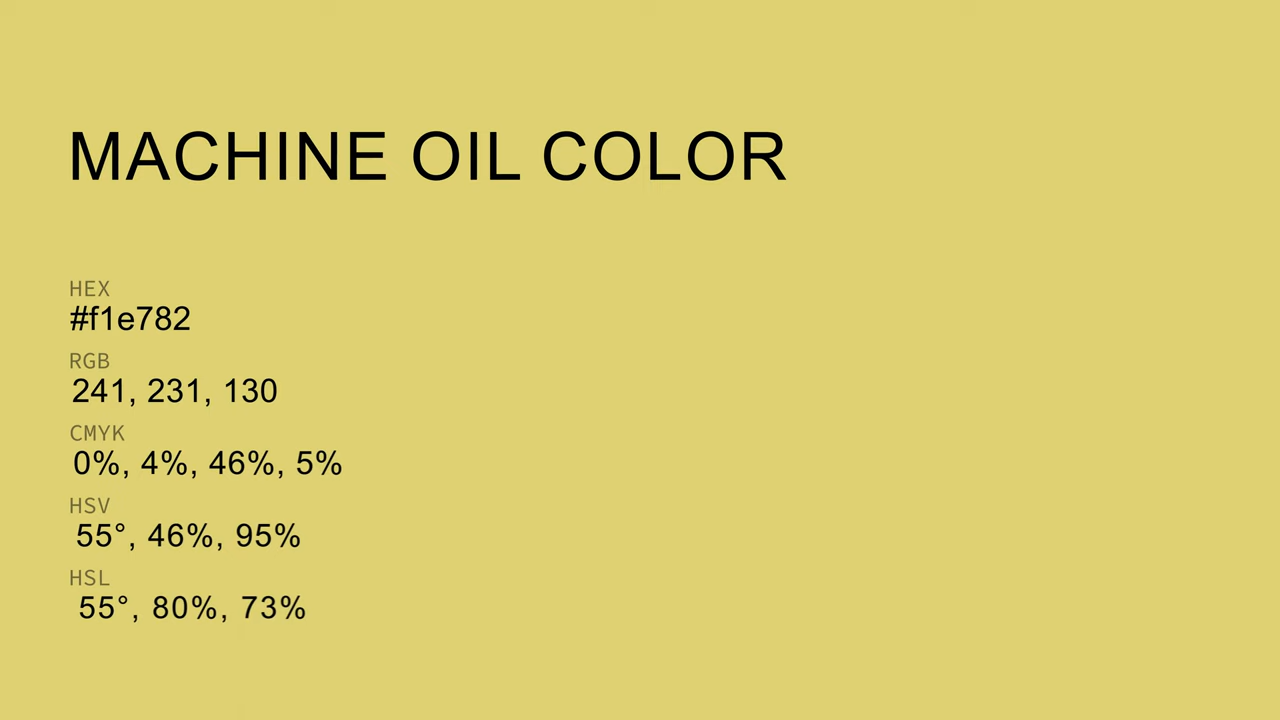 MACHINE OIL COLOR
HEX
#f1e782
RGB
241, 231, 130
CMYK
0%, 4%, 46%, 5%
HSV
55°, 46%, 95%
HSL
55°, 80%, 73%